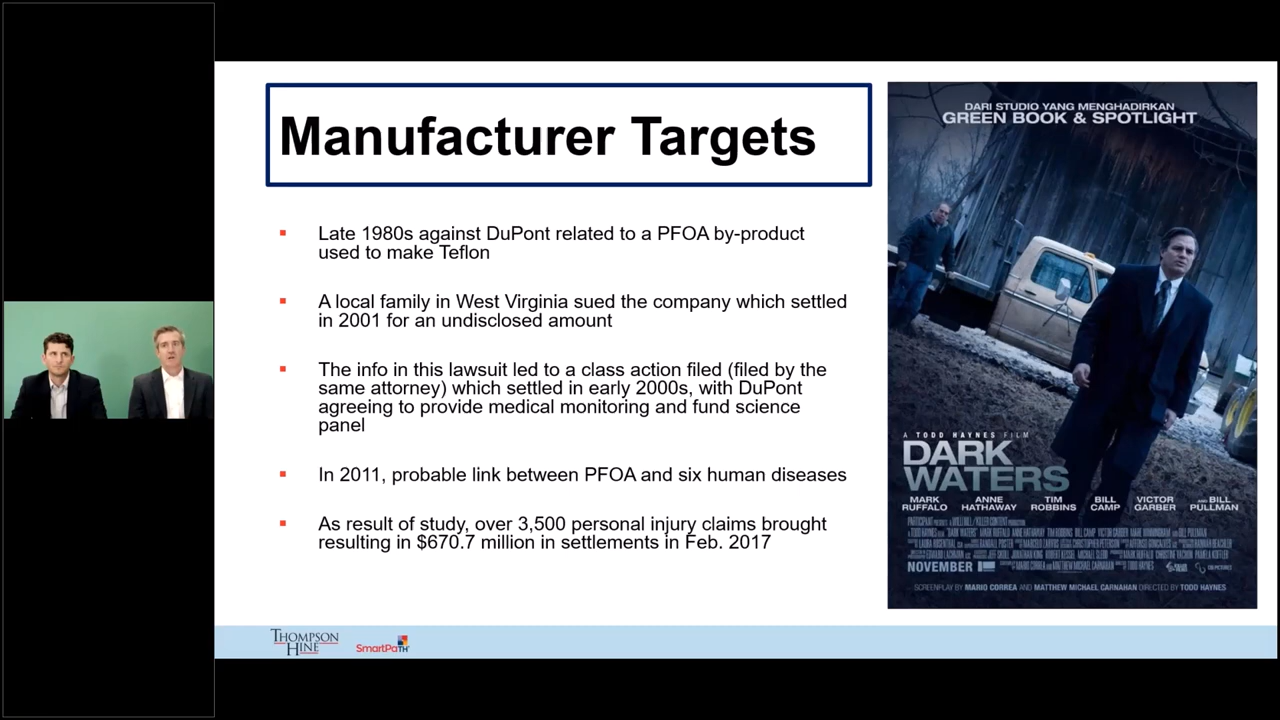 Manufacturer Targets
Late 1980s against DuPont related to a PFOA by-product
used to make Teflon
A local family in West Virginia sued the company which settled
in 2001 for an undisclosed amount
The info in this lawsuit led to a class action filed (filed by the
same attorney) which settled in early 2000s, with DuPont
agreeing to provide medical monitoring and fund science
panel
In 2011, probable link between PFOA and six human diseases
As result of study, over 3,500 personal injury claims brought
resulting in $670.7 million in settlements in Feb. 2017
DARI STUDIO YANG MENGHADIRKAN
GREEN BOOK & SPOTLIGHT
A TODD HAYNES FILM
DARK
WATERS
MARK RUFFALO ANNE HATHAWAY TIM ROBBINS BILL CAMP VICTOR GARBER AND BILL PULLMAN
NOVEMBER
SCREENPLAY BY MARIO CORREA AND MATTHEW MICHAEL CARNAHAN DIRECTED BY TODD HAYNES
THOMPSON
HINE
SmartPaTH